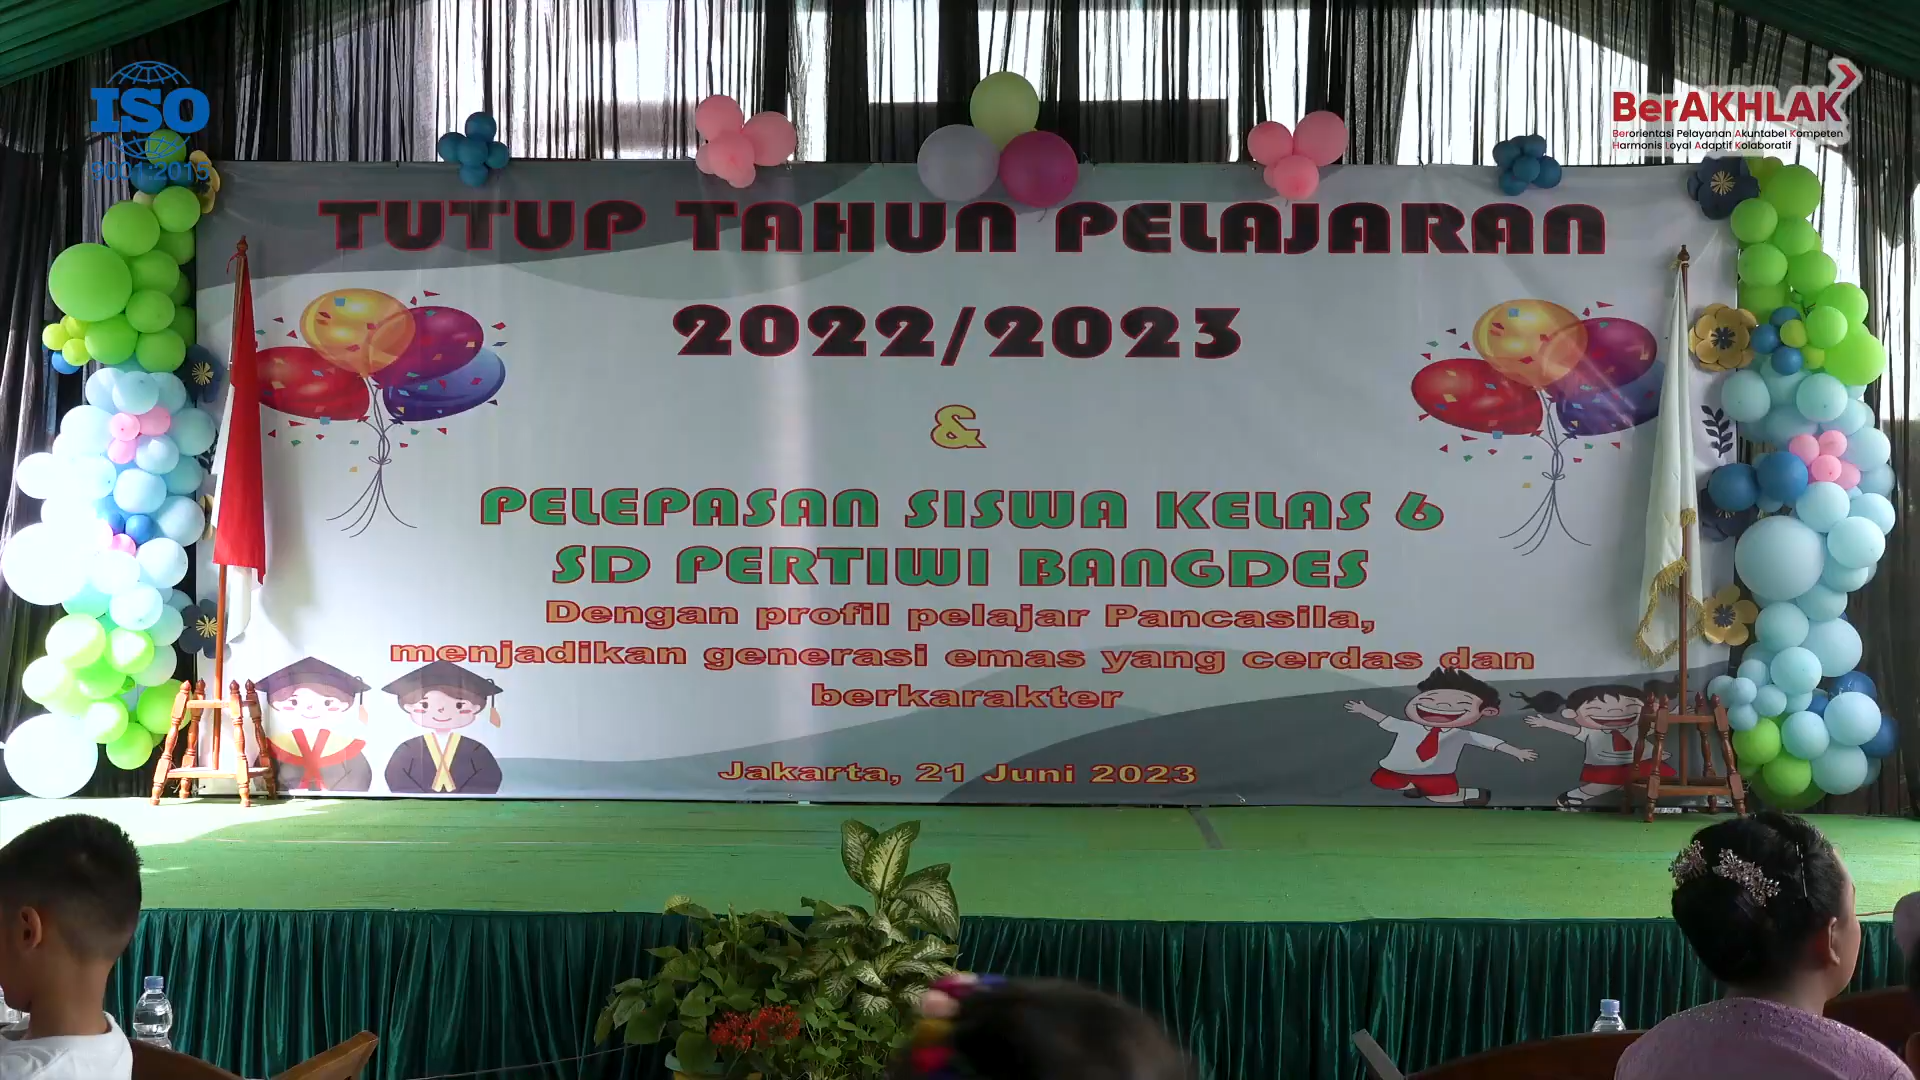 ISO
9001:2015
BerAKHLAK
Berorientasi Pelayanan Akuntabel Kompeten
Harmonis Loyal Adaptif Kolaboratif
TUTUP TAHUN PELAJARAN
2022/2023
&
PELEPASAN SISWA KELAS 6
SD PERTIWI BANGDES
Dengan profil pelajar Pancasila,
menjadikan generasi emas yang cerdas dan
berkarakter
Jakarta, 21 Juni 2023